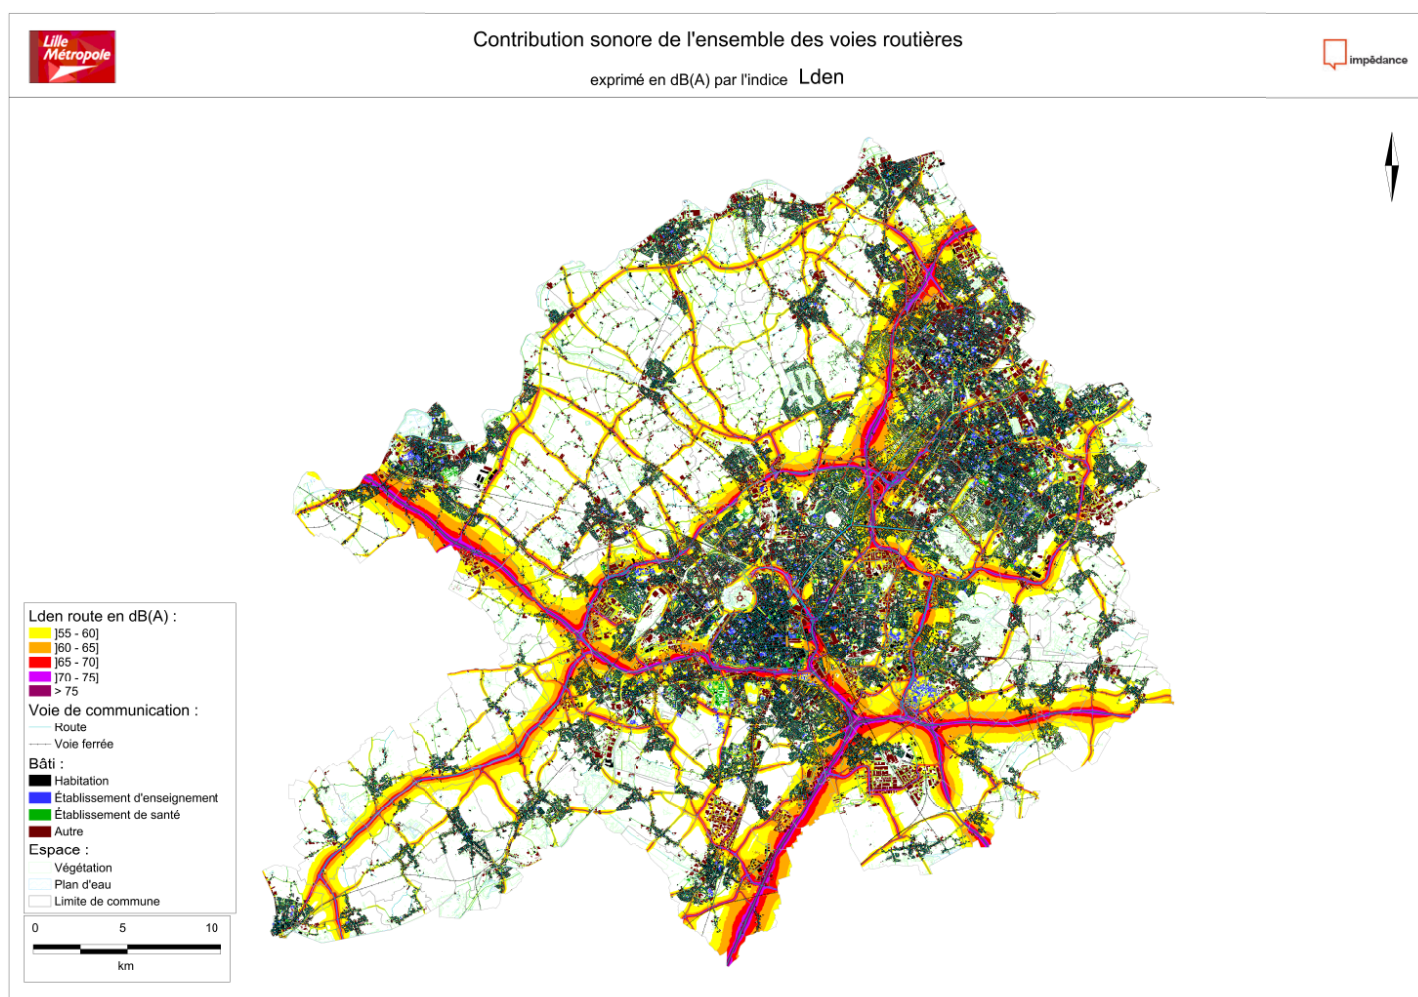 Lille
Métropole
Contribution sonore de l'ensemble des voies routières
exprimé en dB(A) par l'indice Lden
impédance
Lden route en dB(A) :
]55 - 60]
]60 - 65]
]65 - 70]
]70 - 75]
> 75
Voie de communication :
Route
Voie ferrée
Bâti :
Habitation
Établissement d'enseignement
Établissement de santé
Autre
Espace :
Végétation
Plan d'eau
Limite de commune
0 5 10
km